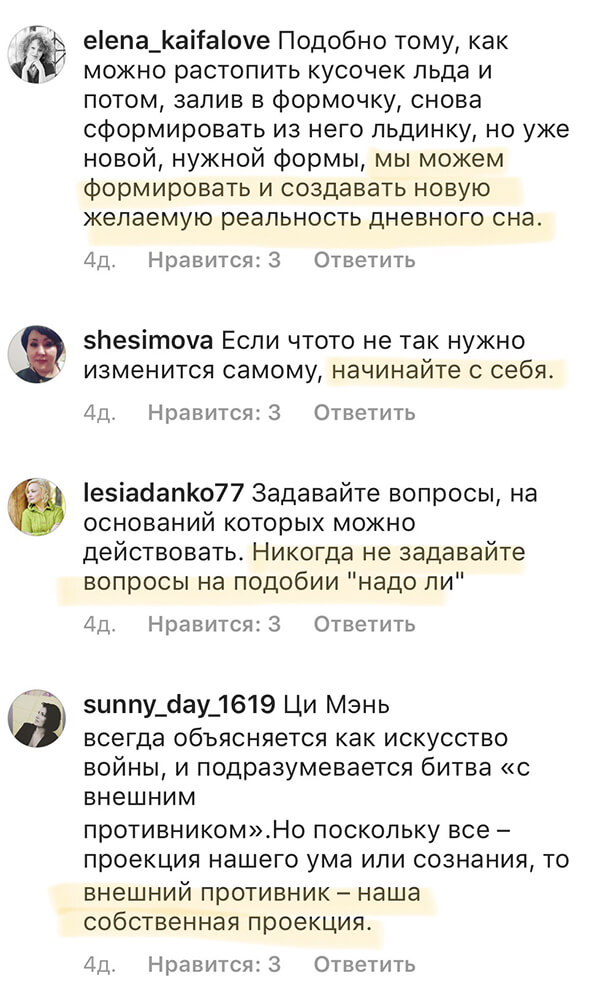 elena_kaifalove Подобно тому, как
можно растопить кусочек льда и
потом, залив в формочку, снова
сформировать из него льдинку, но уже
новой, нужной формы, мы можем
формировать и создавать новую
желаемую реальность дневного сна.
4д. Нравится: 3 Ответить
shesimova Если чтото не так нужно
изменится самому, начинайте с себя.
4д. Нравится: 3 Ответить
lesiadanko77 Задавайте вопросы, на
оснований которых можно
действовать. Никогда не задавайте
вопросы на подобии "надо ли"
4д. Нравится: 3 Ответить
sunny_day_1619 Ци Мэнь
всегда объясняется как искусство
войны, и подразумевается битва «с
внешним
противником».Но поскольку все –
проекция нашего ума или сознания, то
внешний противник – наша
собственная проекция.
4д. Нравится: 3 Ответить